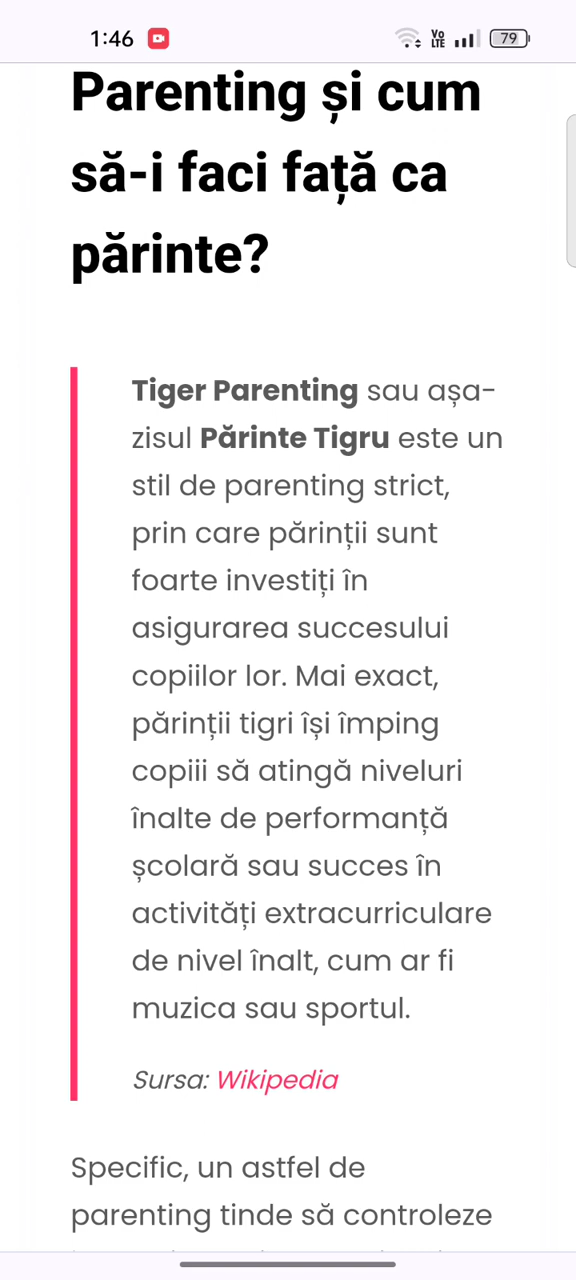 1:46
Vo LTE
79
Parenting și cum
să-i faci față ca
părinte?
Tiger Parenting sau așa-
zisul Părinte Tigru este un
stil de parenting strict,
prin care părinții sunt
foarte investiți în
asigurarea succesului
copiilor lor. Mai exact,
părinții tigri își împing
copiii să atingă niveluri
înalte de performanță
școlară sau succes în
activități extracurriculare
de nivel înalt, cum ar fi
muzica sau sportul.
Sursa: Wikipedia
Specific, un astfel de
parenting tinde să controleze